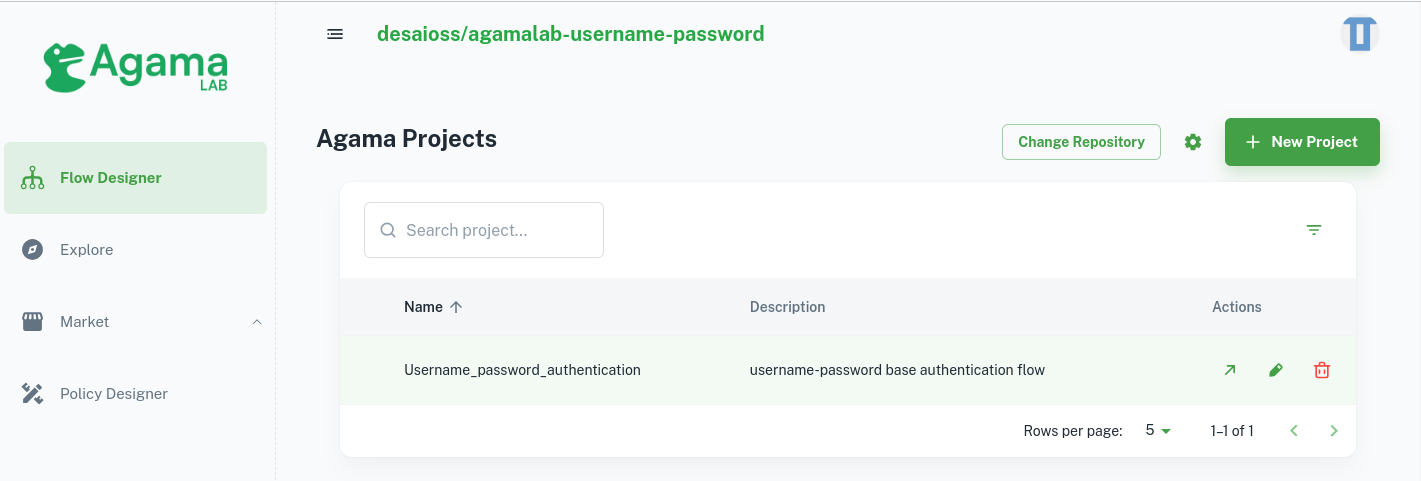 Agama
LAB
desaioss/agamalab-username-password
Flow Designer
Explore
Market
Policy Designer
Agama Projects
Change Repository
New Project
Search project...
Name Description Actions
Username_password_authentication username-password base authentication flow
Rows per page: 5 1–1 of 1